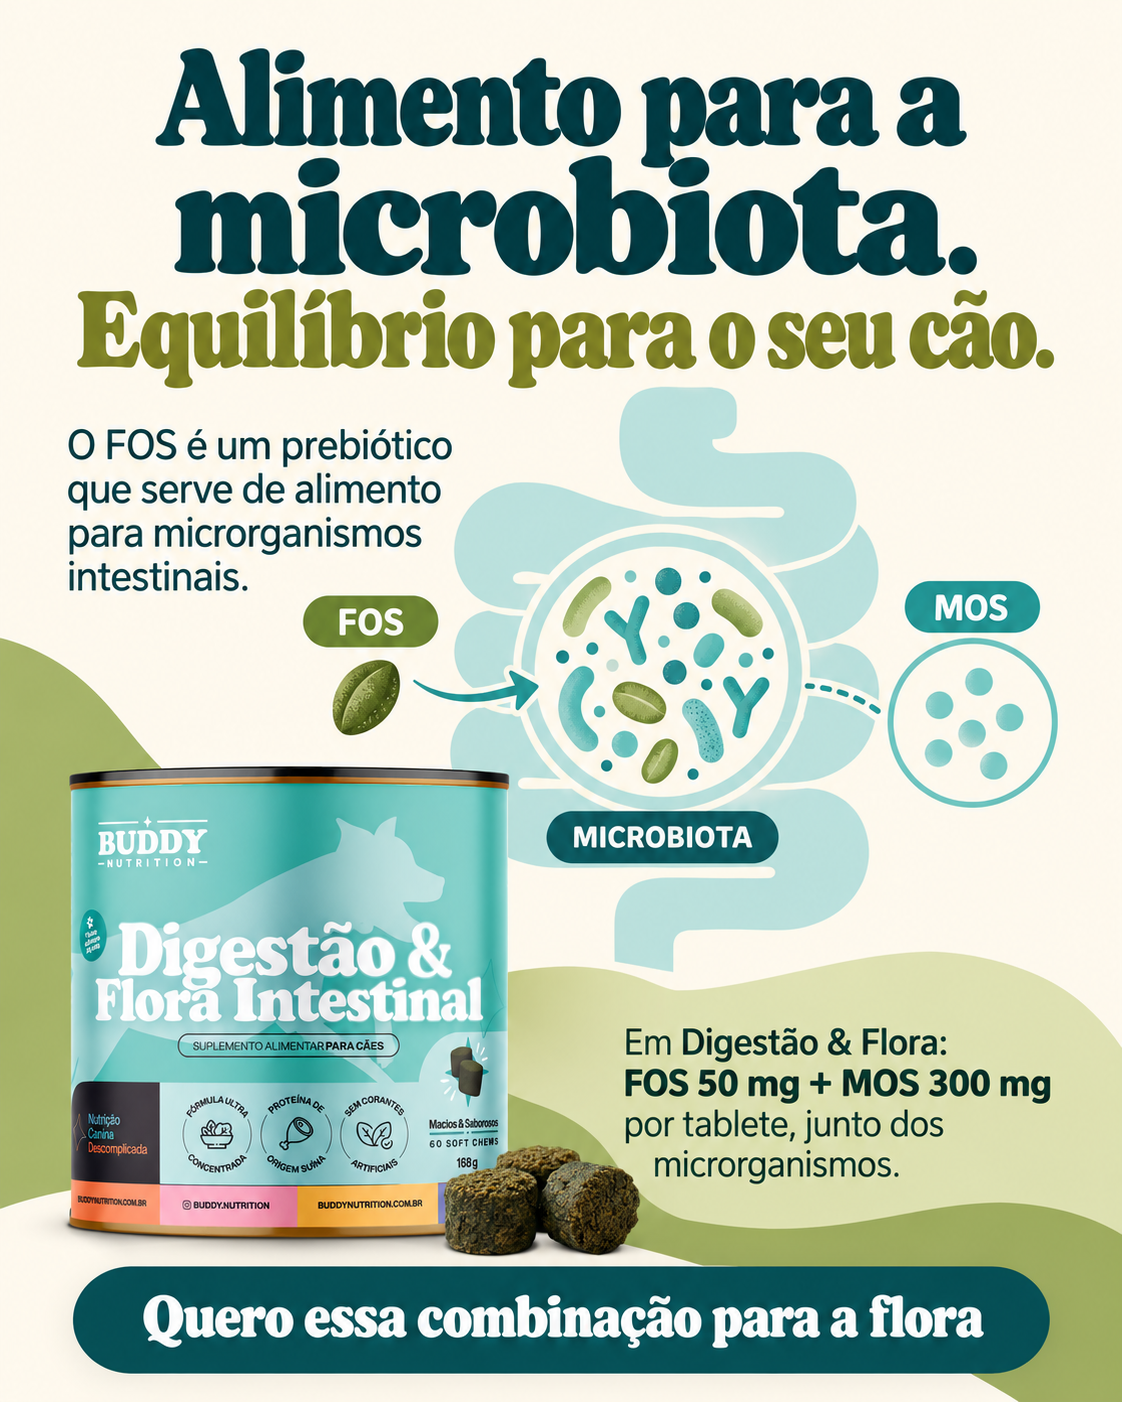 Alimento para a
microbiota.
Equilíbrio para o seu cão.
O FOS é um prebiótico
que serve de alimento
para microrganismos
intestinais.
FOS
MOS
MICROBIOTA
BUDDY
NUTRITION
Digestão &
Flora Intestinal
SUPLEMENTO ALIMENTAR PARA CÃES
Nutrição
Canina
Descomplicada
FÓRMULA ULTRA
CONCENTRADA
PROTEÍNA DE
ORIGEM SUÍNA
SEM CORANTES
ARTIFICIAIS
Macios & Saborosos
60 SOFT CHEWS
168g
BUDDYNUTRITION.COM.BR
BUDDY.NUTRITION
BUDDYNUTRITION.COM.BR
Em Digestão & Flora:
FOS 50 mg + MOS 300 mg
por tablete, junto dos
microrganismos.
Quero essa combinação para a flora